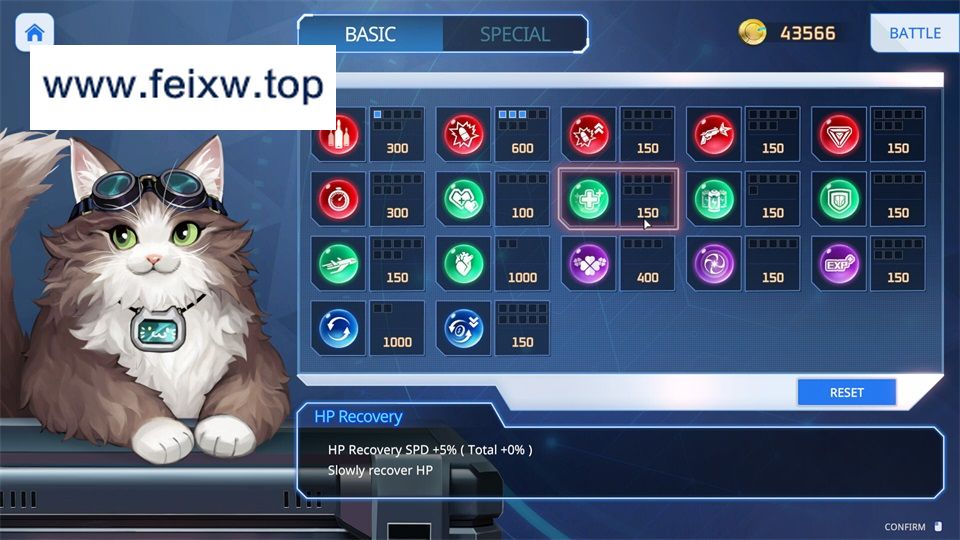 BASIC
SPECIAL
43566
BATTLE
www.feixw.top
300
600
150
150
150
300
100
150
150
150
150
1000
400
150
EXP
150
1000
150
RESET
HP Recovery
HP Recovery SPD +5% ( Total +0% )
Slowly recover HP
CONFIRM